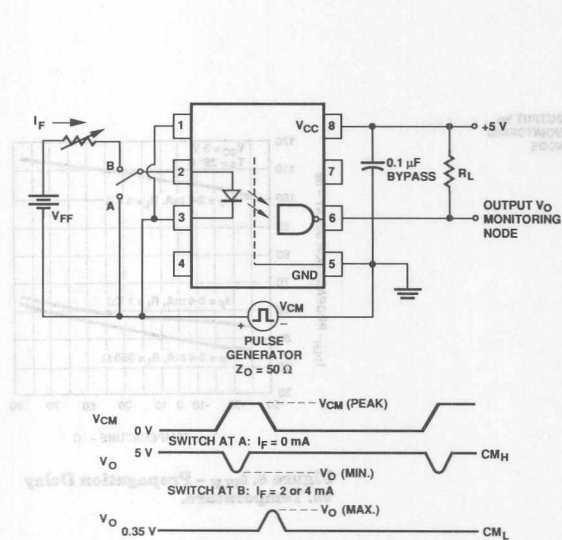 I_F
B
A
V_FF
1
2
3
4
V_CC
8
7
6
5
GND
0.1 µF
BYPASS
R_L
+5 V
OUTPUT V_O
MONITORING
NODE
V_CM
+
–
PULSE
GENERATOR
Z_O = 50 Ω
V_CM
0 V
V_CM (PEAK)
SWITCH AT A: I_F = 0 mA
V_O
5 V
V_O (MIN.)
CM_H
SWITCH AT B: I_F = 2 or 4 mA
V_O
0.35 V
V_O (MAX.)
CM_L